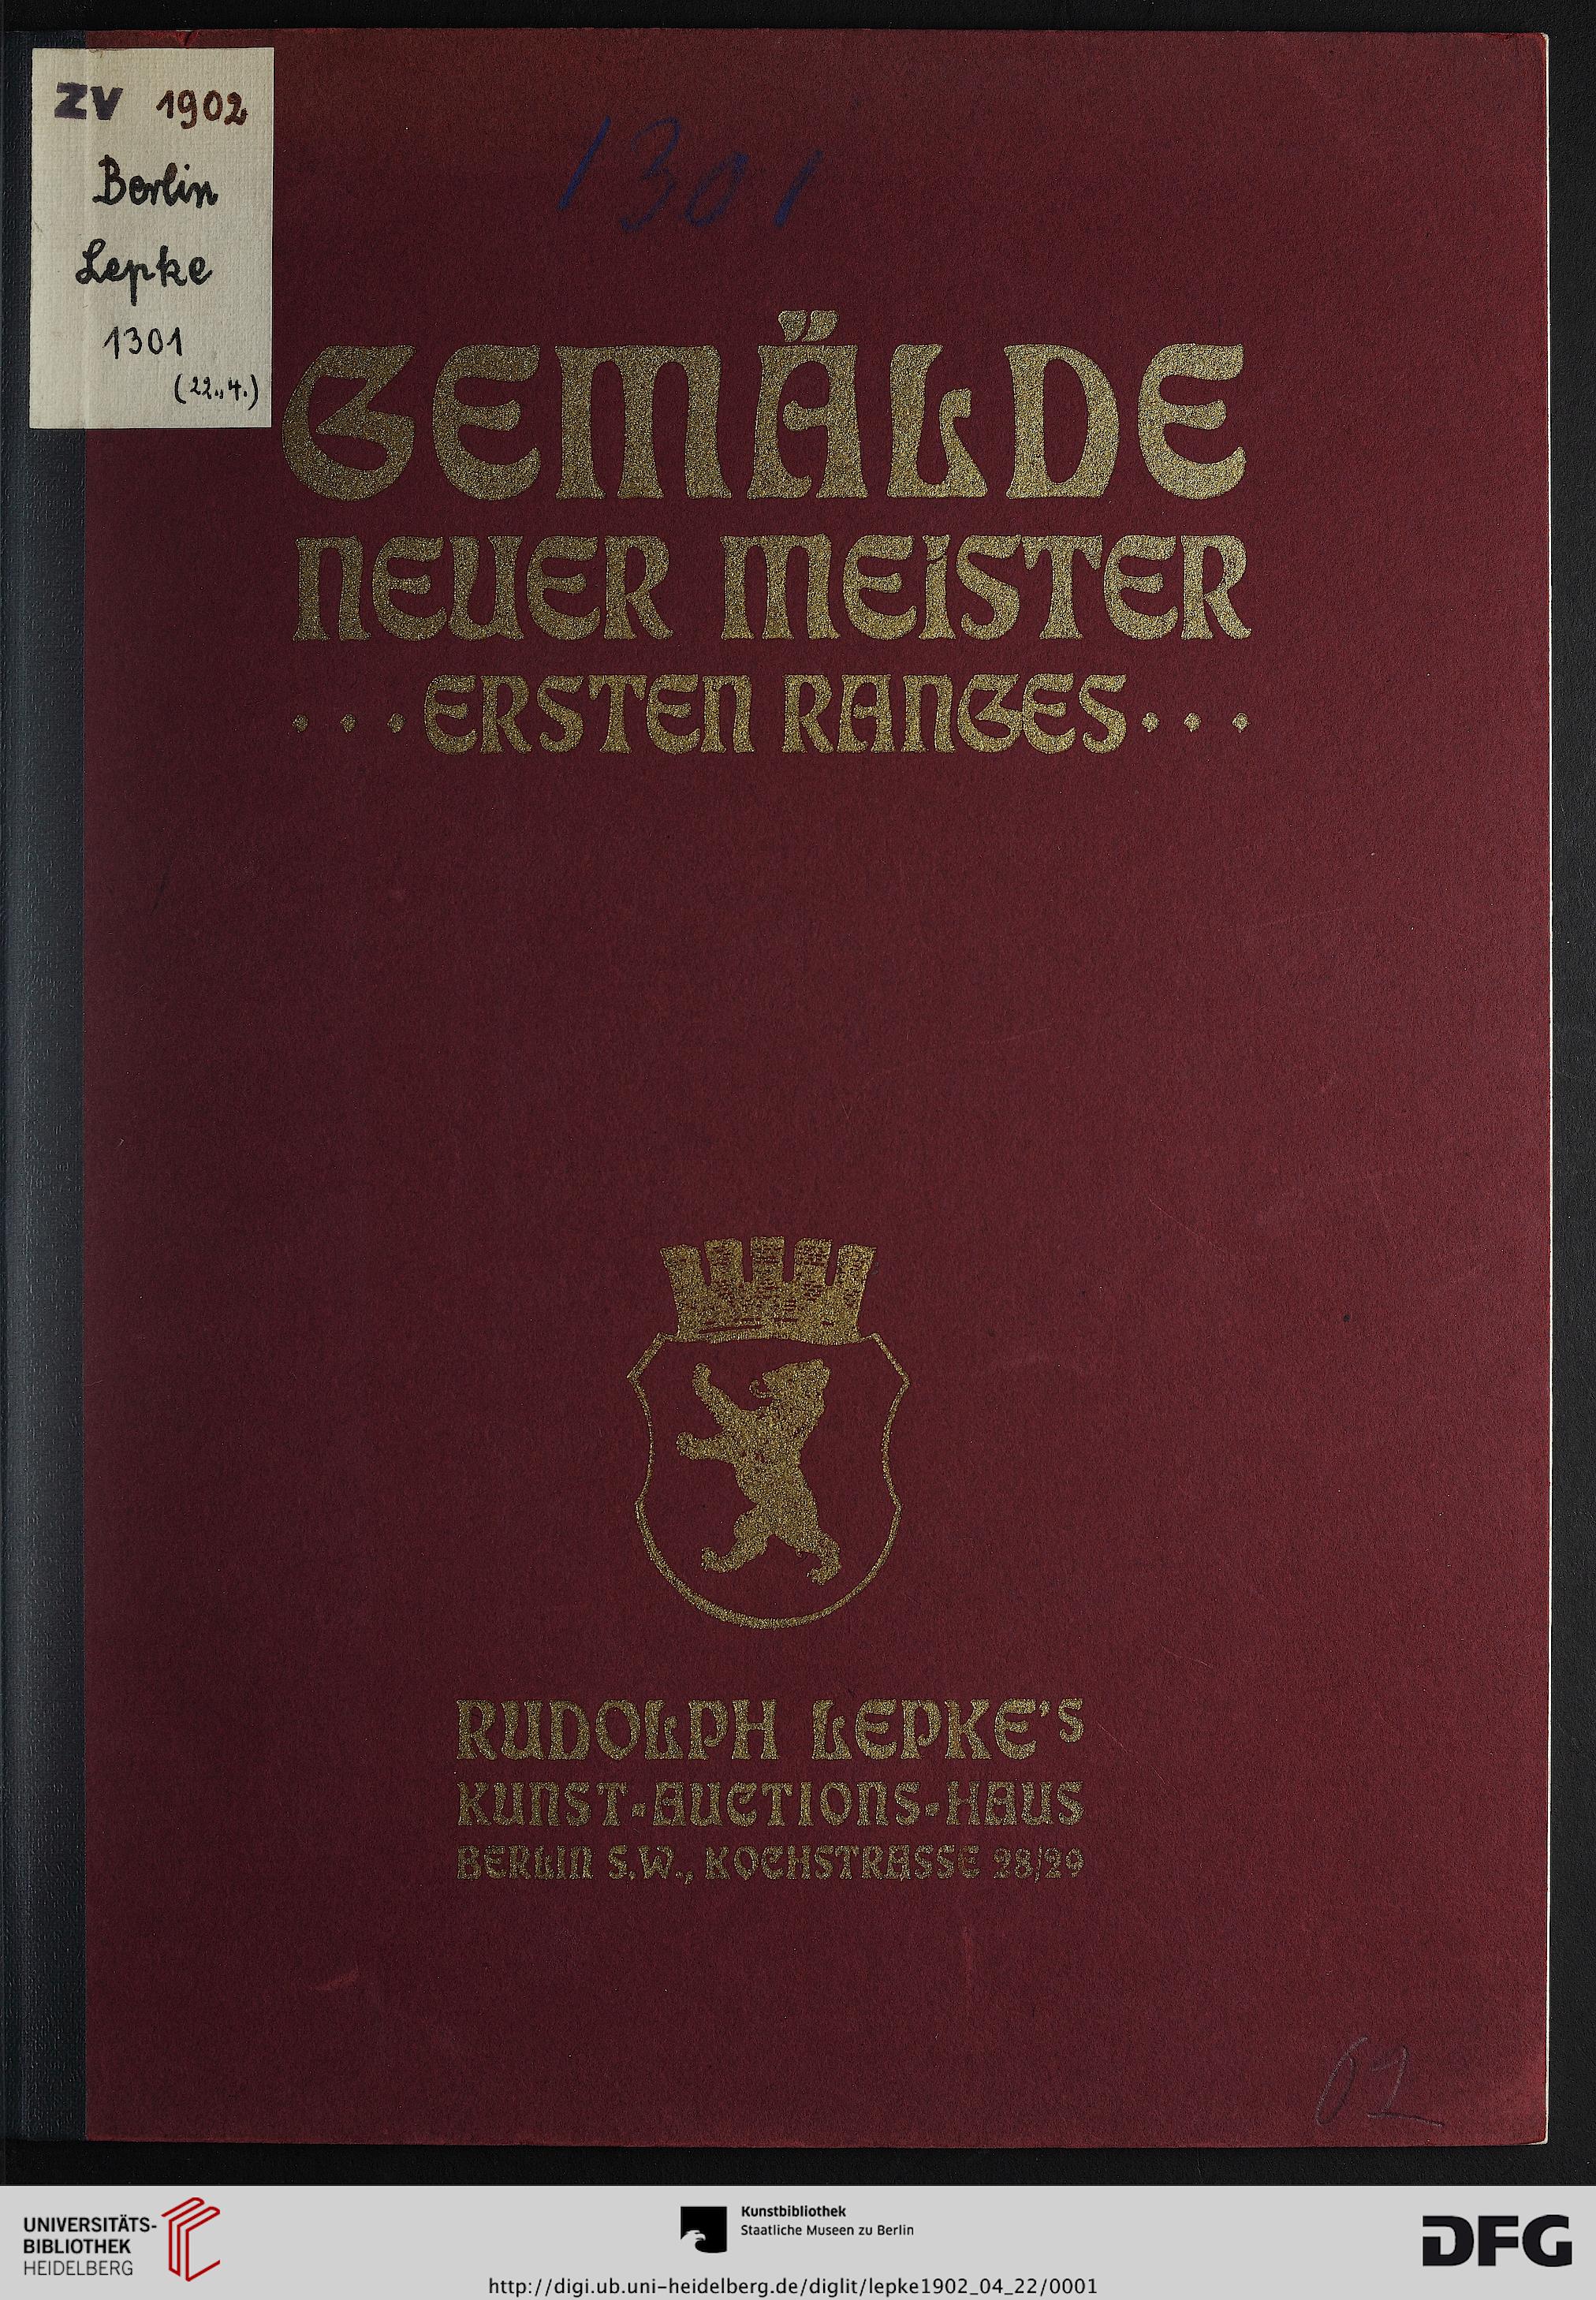 ZV 1902
Berlin
Lepke
1301
(22.,4.)
1301
GEMÄLDE
NEUER MEISTER
ERSTEN RANGES
RUDOLPH LEPKE'S
KUNST-AUCTIONS-HAUS
BERLIN S.W., KOCHSTRASSE 28/29
62
UNIVERSITÄTS-
BIBLIOTHEK
HEIDELBERG
Kunstbibliothek
Staatliche Museen zu Berlin
DFG
http://digi.ub.uni-heidelberg.de/diglit/lepke1902_04_22/0001